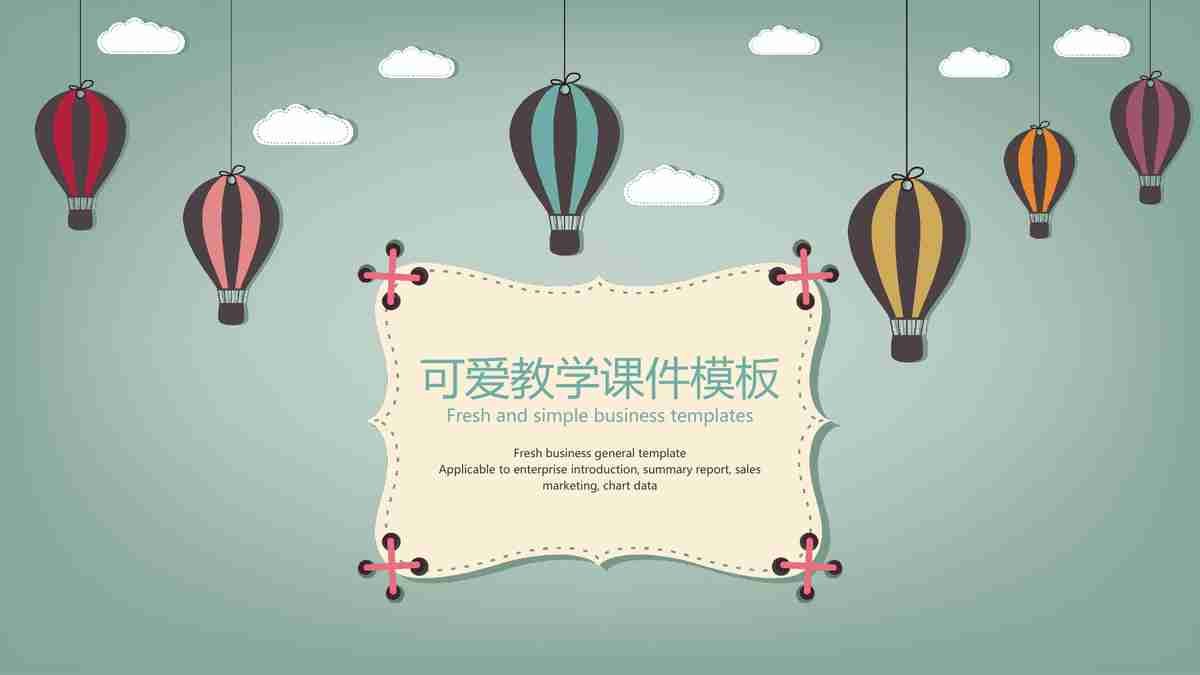 可爱教学课件模板
Fresh and simple business templates
Fresh business general template
Applicable to enterprise introduction, summary report, sales
marketing, chart data